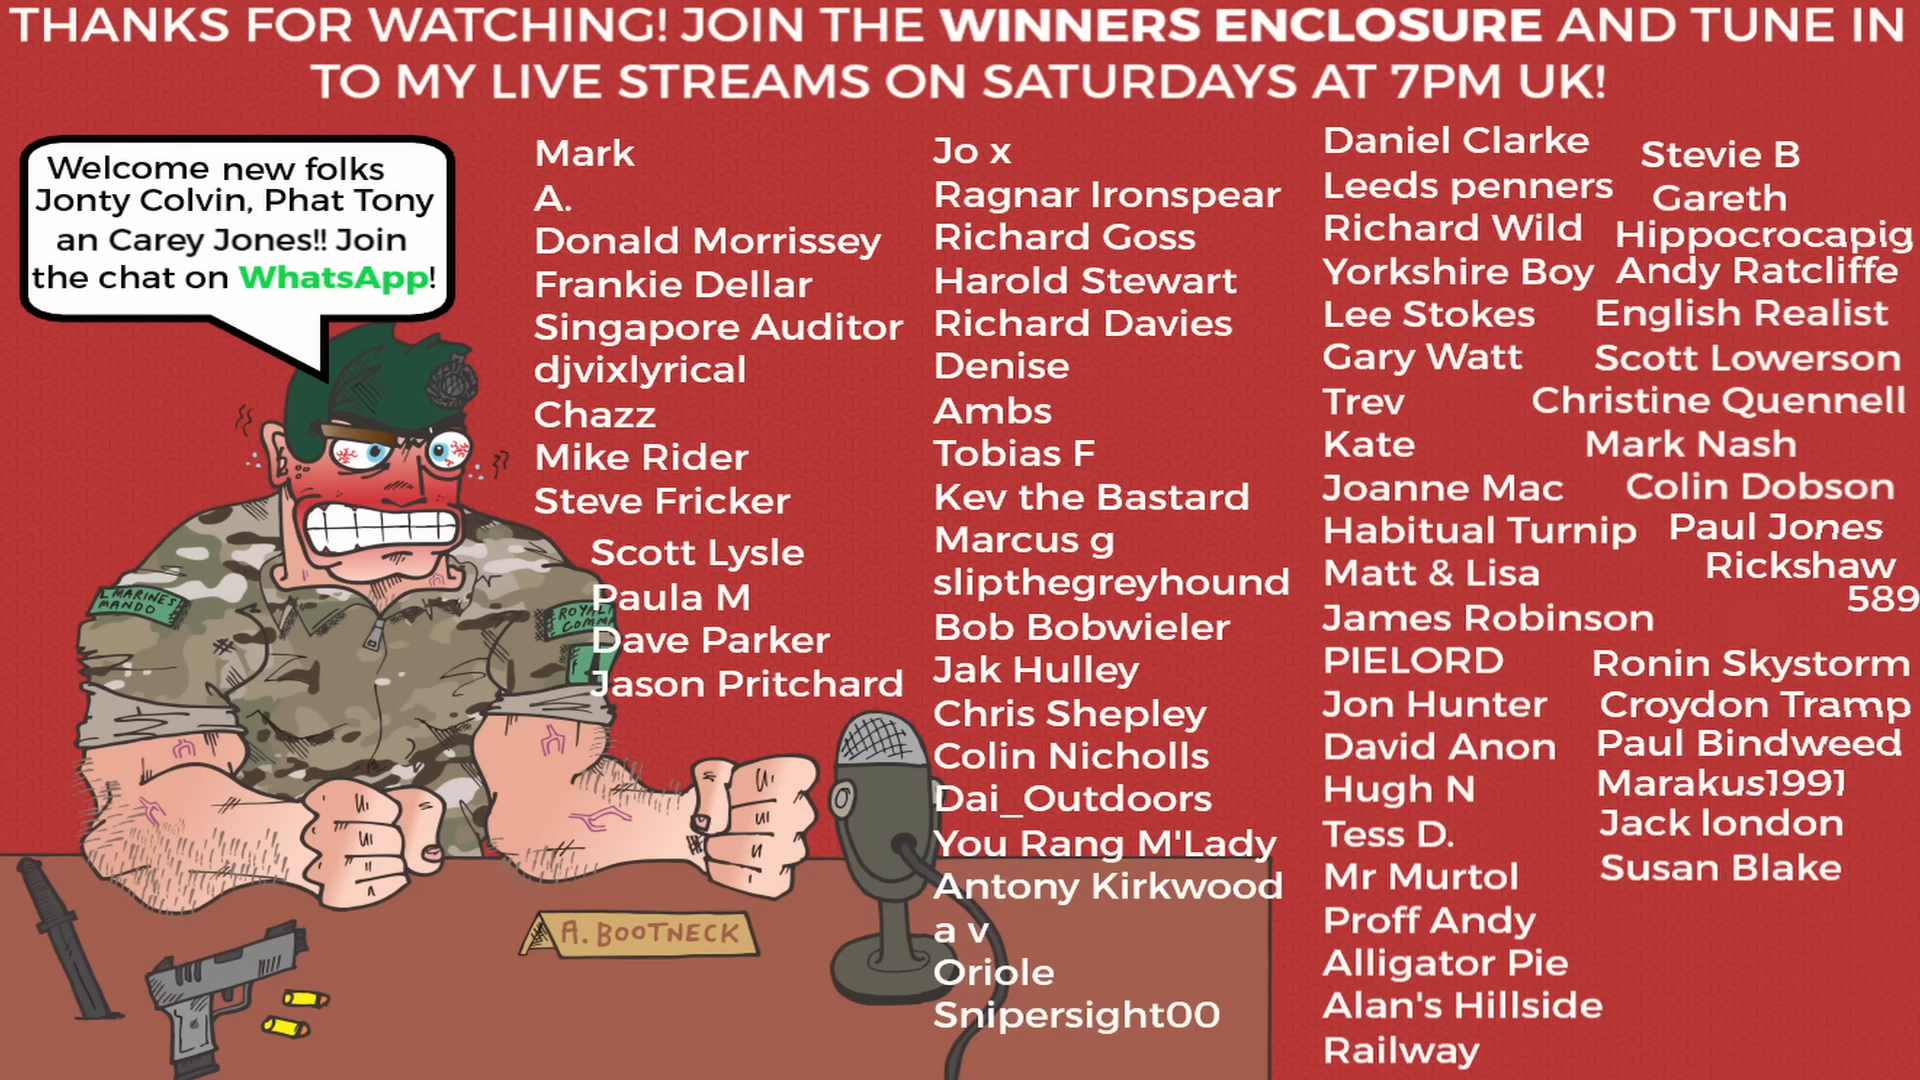 THANKS FOR WATCHING! JOIN THE WINNERS ENCLOSURE AND TUNE IN
TO MY LIVE STREAMS ON SATURDAYS AT 7PM UK!
Welcome new folks
Jonty Colvin, Phat Tony
an Carey Jones!! Join
the chat on WhatsApp!
L MARINES
MANDO
ROYAL
COMMA
A. BOOTNECK
Mark
A.
Donald Morrissey
Frankie Dellar
Singapore Auditor
djvixlyrical
Chazz
Mike Rider
Steve Fricker
Scott Lysle
Paula M
Dave Parker
Jason Pritchard
Jo x
Ragnar Ironspear
Richard Goss
Harold Stewart
Richard Davies
Denise
Ambs
Tobias F
Kev the Bastard
Marcus g
slipthegreyhound
Bob Bobwieler
Jak Hulley
Chris Shepley
Colin Nicholls
Dai_Outdoors
You Rang M'Lady
Antony Kirkwood
a v
Oriole
Snipersight00
Daniel Clarke
Leeds penners
Richard Wild
Yorkshire Boy
Lee Stokes
Gary Watt
Trev
Kate
Joanne Mac
Habitual Turnip
Matt & Lisa
James Robinson
PIELORD
Jon Hunter
David Anon
Hugh N
Tess D.
Mr Murtol
Proff Andy
Alligator Pie
Alan's Hillside
Railway
Stevie B
Gareth
Hippocrocapig
Andy Ratcliffe
English Realist
Scott Lowerson
Christine Quennell
Mark Nash
Colin Dobson
Paul Jones
Rickshaw
589
Ronin Skystorm
Croydon Tramp
Paul Bindweed
Marakus1991
Jack london
Susan Blake